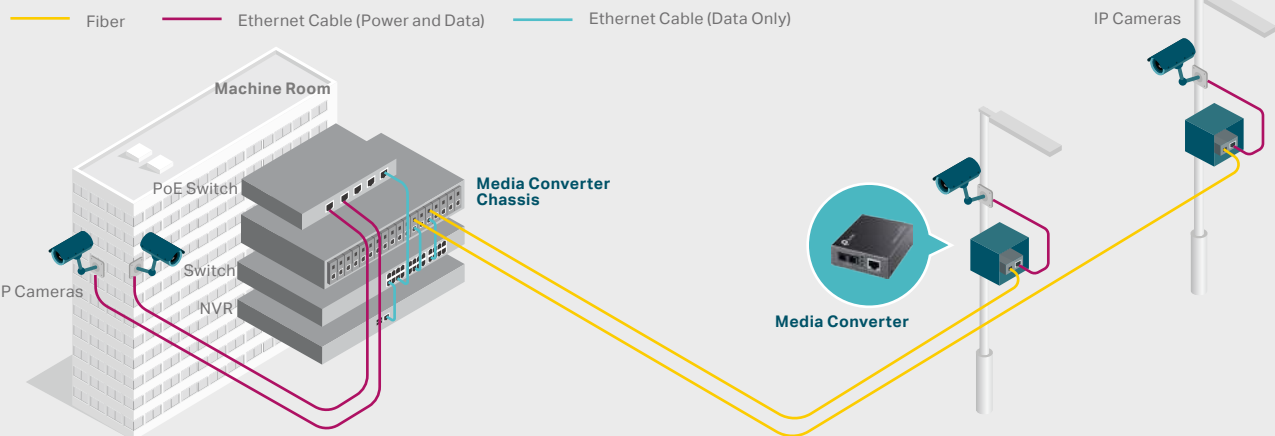 Fiber
Ethernet Cable (Power and Data)
Ethernet Cable (Data Only)
IP Cameras
Machine Room
PoE Switch
Media Converter
Chassis
Switch
P Cameras
NVR
Media Converter